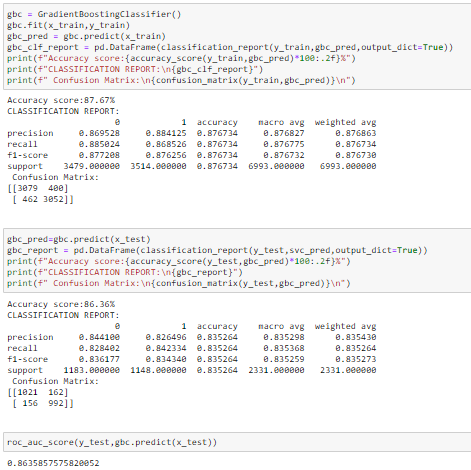 gbc = GradientBoostingClassifier()
gbc.fit(x_train,y_train)
gbc_pred = gbc.predict(x_train)
gbc_clf_report = pd.DataFrame(classification_report(y_train,gbc_pred,output_dict=True))
print(f"Accuracy score:{accuracy_score(y_train,gbc_pred)*100:.2f}%")
print(f"CLASSIFICATION REPORT:\n{gbc_clf_report}")
print(f" Confusion Matrix:\n{confusion_matrix(y_train,gbc_pred)}\n")
Accuracy score:87.67%
CLASSIFICATION REPORT:
0 1 accuracy macro avg weighted avg
precision 0.869528 0.884125 0.876734 0.876827 0.876863
recall 0.885024 0.868526 0.876734 0.876775 0.876734
f1-score 0.877208 0.876256 0.876734 0.876732 0.876730
support 3479.000000 3514.000000 0.876734 6993.000000 6993.000000
Confusion Matrix:
[[3079 400]
[ 462 3052]]
gbc_pred=gbc.predict(x_test)
gbc_report = pd.DataFrame(classification_report(y_test,svc_pred,output_dict=True))
print(f"Accuracy score:{accuracy_score(y_test,gbc_pred)*100:.2f}%")
print(f"CLASSIFICATION REPORT:\n{gbc_report}")
print(f" Confusion Matrix:\n{confusion_matrix(y_test,gbc_pred)}\n")
Accuracy score:86.36%
CLASSIFICATION REPORT:
0 1 accuracy macro avg weighted avg
precision 0.844100 0.826496 0.835264 0.835298 0.835430
recall 0.828402 0.842334 0.835264 0.835368 0.835264
f1-score 0.836177 0.834340 0.835264 0.835259 0.835273
support 1183.000000 1148.000000 0.835264 2331.000000 2331.000000
Confusion Matrix:
[[1021 162]
[ 156 992]]
roc_auc_score(y_test,gbc.predict(x_test))
0.8635857575820052